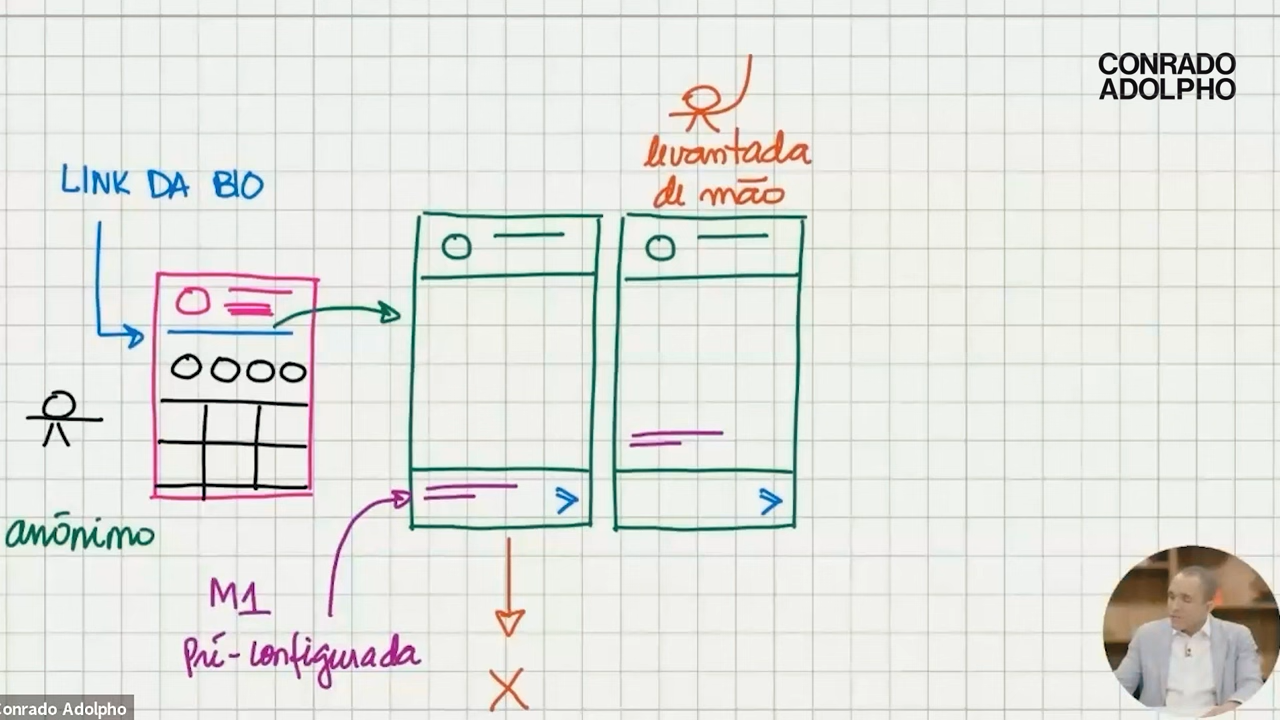 CONRADO
ADOLPHO
levantada
de mão
LINK DA BIO
anônimo
M1
Pré-configurada
X
Conrado Adolpho